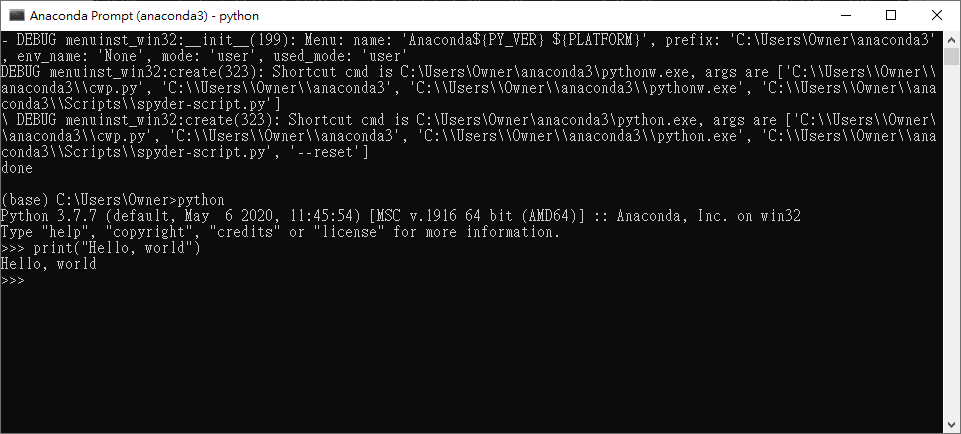 Anaconda Prompt (anaconda3) - python
- DEBUG menuinst_win32:__init__(199): Menu: name: 'Anaconda${PY_VER} ${PLATFORM}', prefix: 'C:\Users\Owner\anaconda3'
, env_name: 'None', mode: 'user', used_mode: 'user'
DEBUG menuinst_win32:create(323): Shortcut cmd is C:\Users\Owner\anaconda3\pythonw.exe, args are ['C:\\Users\\Owner\\
anaconda3\\cwp.py', 'C:\\Users\\Owner\\anaconda3', 'C:\\Users\\Owner\\anaconda3\\pythonw.exe', 'C:\\Users\\Owner\\ana
conda3\\Scripts\\spyder-script.py']
\ DEBUG menuinst_win32:create(323): Shortcut cmd is C:\Users\Owner\anaconda3\python.exe, args are ['C:\\Users\\Owner\
\anaconda3\\cwp.py', 'C:\\Users\\Owner\\anaconda3', 'C:\\Users\\Owner\\anaconda3\\python.exe', 'C:\\Users\\Owner\\ana
conda3\\Scripts\\spyder-script.py', '--reset']
done
(base) C:\Users\Owner>python
Python 3.7.7 (default, May  6 2020, 11:45:54) [MSC v.1916 64 bit (AMD64)] :: Anaconda, Inc. on win32
Type "help", "copyright", "credits" or "license" for more information.
>>> print("Hello, world")
Hello, world
>>>